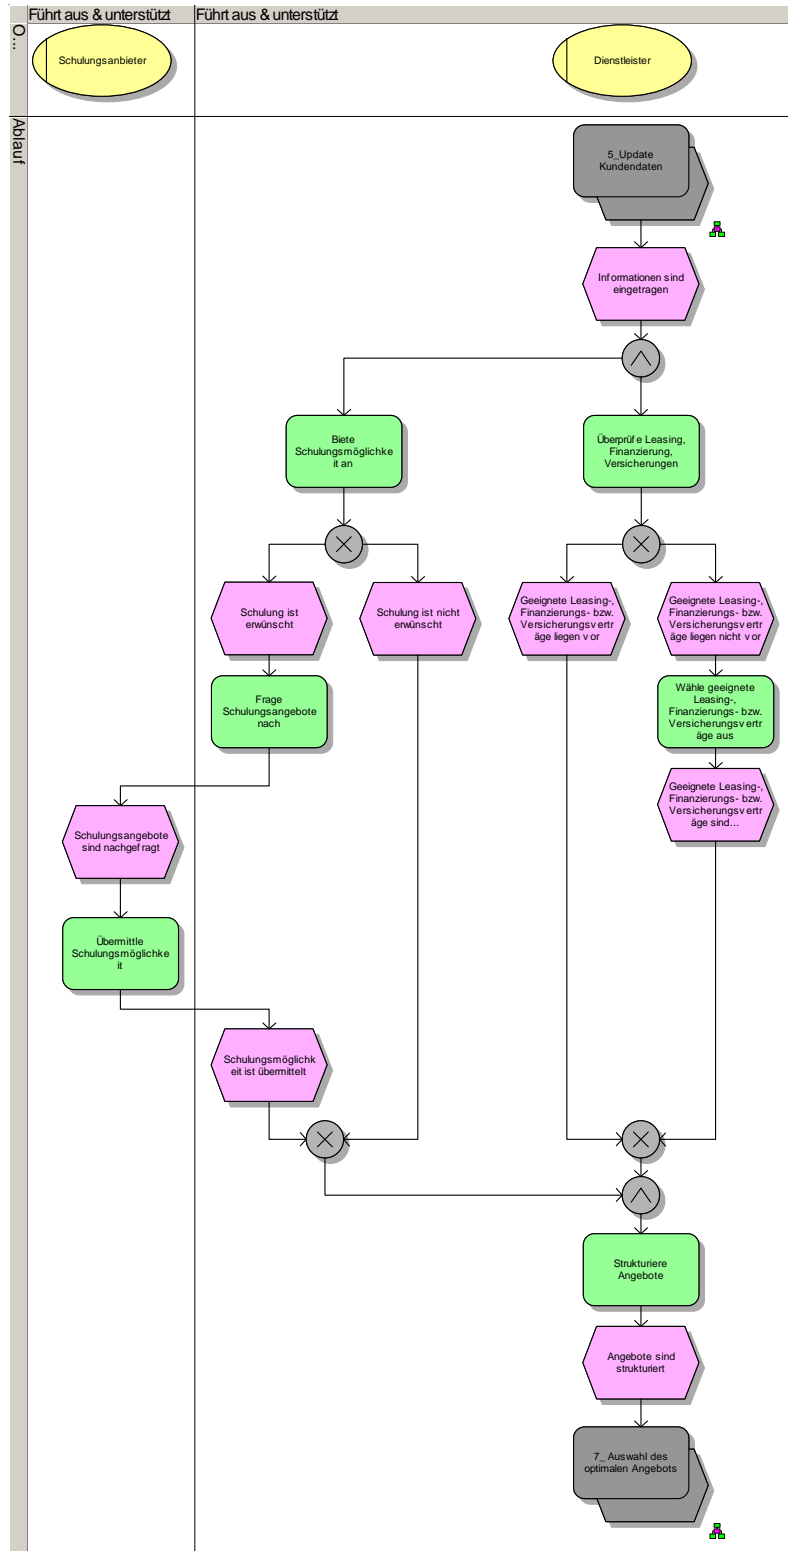 Führt aus & unterstützt
Führt aus & unterstützt
O...
Schulungsanbieter
Dienstleister
Ablauf
5_Update
Kundendaten
Informationen sind
eingetragen
Biete
Schulungsmöglichke
it an
Überprüfe Leasing,
Finanzierung,
Versicherungen
Schulung ist
erwünscht
Schulung ist nicht
erwünscht
Geeignete Leasing-,
Finanzierungs- bzw.
Versicherungsvertr
äge liegen vor
Geeignete Leasing-,
Finanzierungs- bzw.
Versicherungsvertr
äge liegen nicht vor
Frage
Schulungsangebote
nach
Wähle geeignete
Leasing-,
Finanzierungs- bzw.
Versicherungsvertr
äge aus
Geeignete Leasing-,
Finanzierungs- bzw.
Versicherungsvertr
äge sind...
Schulungsangebote
sind nachgefragt
Übermittle
Schulungsmöglichke
it
Schulungsmöglichk
eit ist übermittelt
Strukturiere
Angebote
Angebote sind
strukturiert
7_ Auswahl des
optimalen Angebots